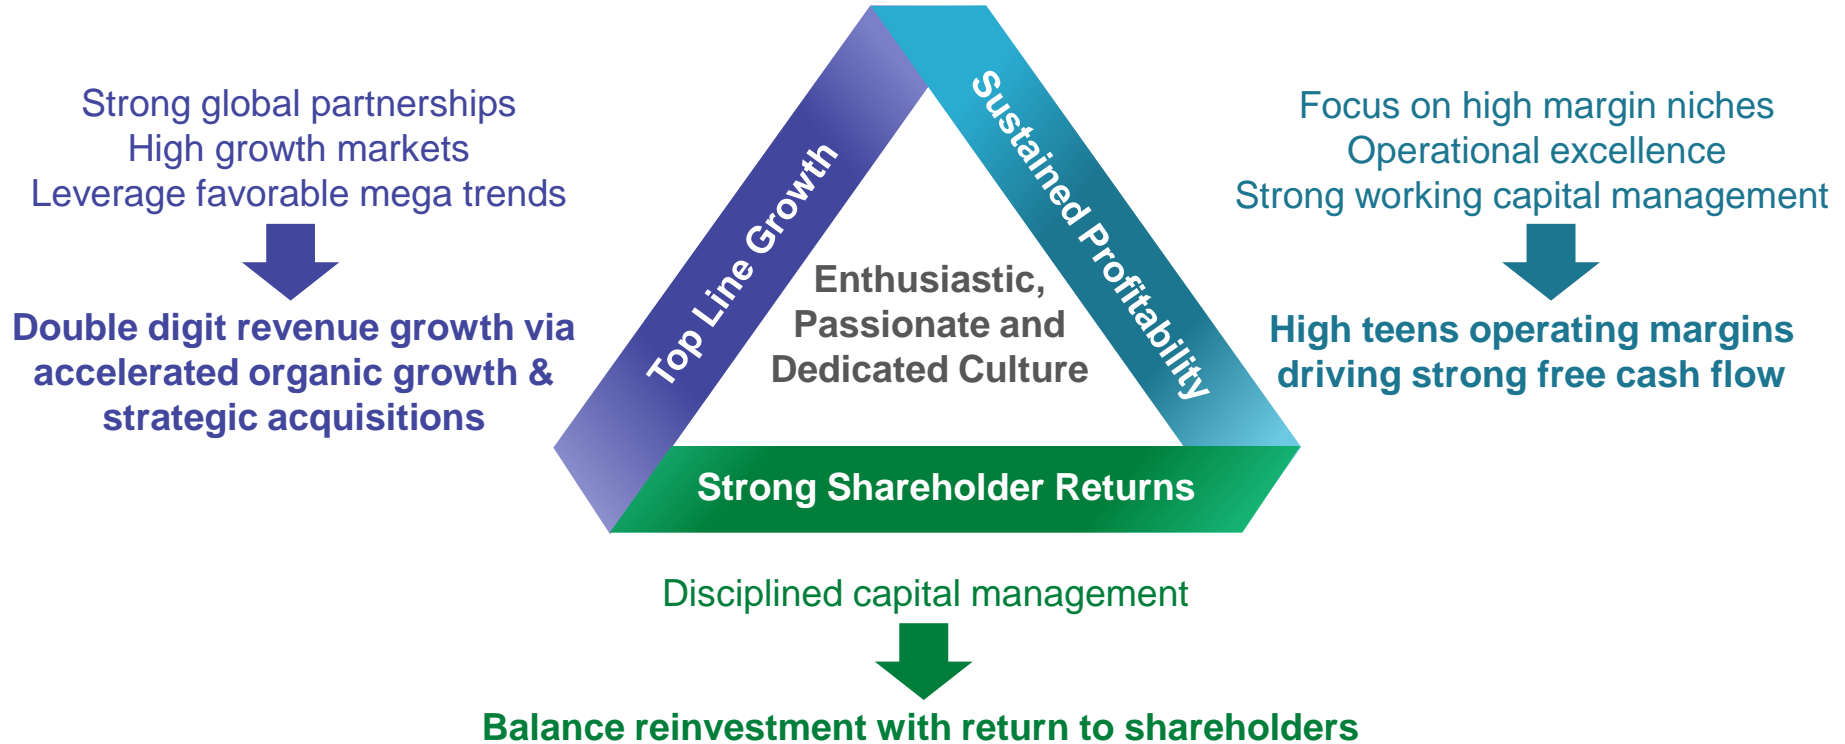 Strong global partnerships
High growth markets
Leverage favorable mega trends
Double digit revenue growth via
accelerated organic growth &
strategic acquisitions
Top Line Growth
Sustained Profitability
Enthusiastic,
Passionate and
Dedicated Culture
Focus on high margin niches
Operational excellence
Strong working capital management
High teens operating margins
driving strong free cash flow
Strong Shareholder Returns
Disciplined capital management
Balance reinvestment with return to shareholders